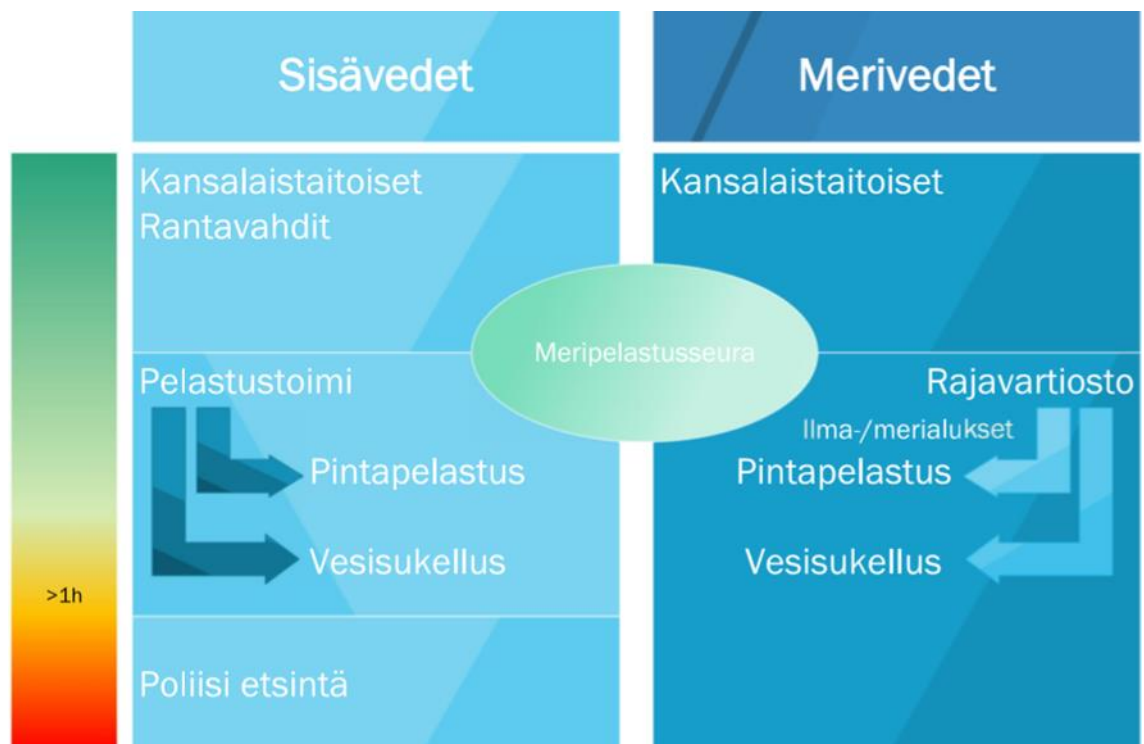 Sisävedet
Merivedet
Kansalaistaitoiset
Rantavahdit
Kansalaistaitoiset
Meripelastusseura
Pelastustoimi
Pintapelastus
Vesisukellus
Rajavartiosto
Ilma-/merialukset
Pintapelastus
Vesisukellus
>1h
Poliisi etsintä